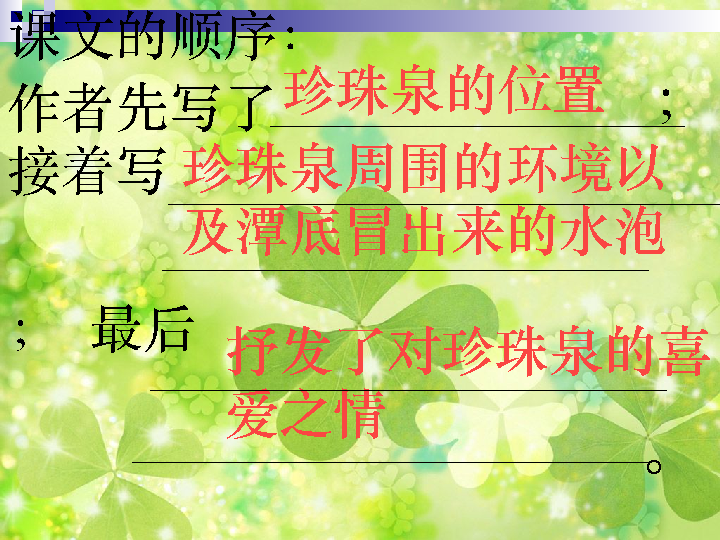 课文的顺序：
作者先写了珍珠泉的位置；
接着写珍珠泉周围的环境以
及潭底冒出来的水泡
；最后抒发了对珍珠泉的喜
爱之情。